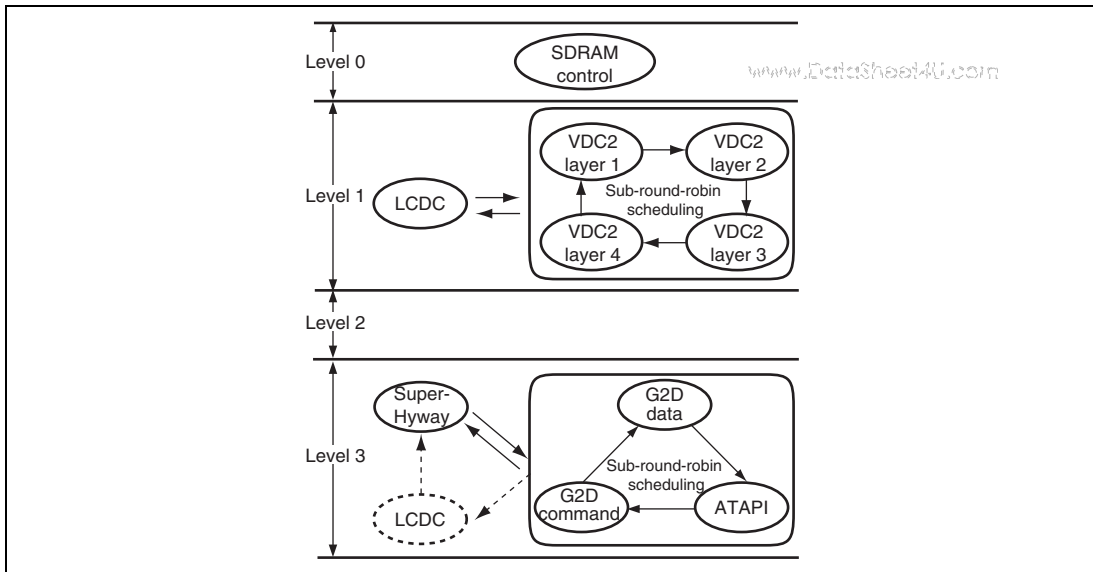 Level 0
SDRAM
control
www.DataSheet4U.com
Level 1
LCDC
VDC2
layer 1
VDC2
layer 2
Sub-round-robin
scheduling
VDC2
layer 4
VDC2
layer 3
Level 2
Level 3
Super-
Hyway
LCDC
G2D
data
Sub-round-robin
scheduling
G2D
command
ATAPI